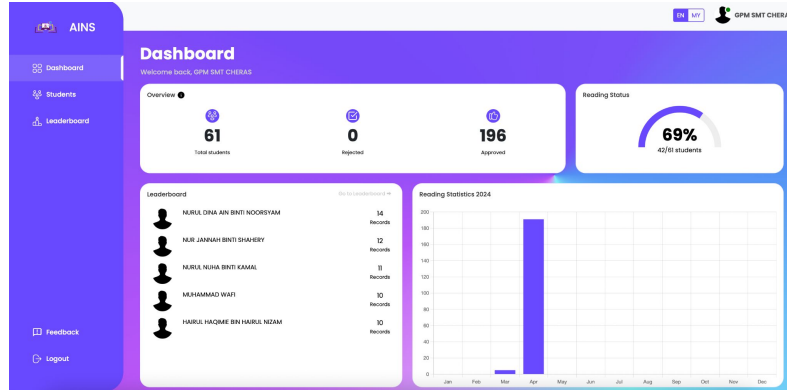 AINS
EN MY
GPM SMT CHERA
Dashboard
Students
Leaderboard
Feedback
Logout
Dashboard
Welcome back, GPM SMT CHERAS
Overview
61
Total students
0
Rejected
196
Approved
Reading Status
69%
42/61 students
Leaderboard
Go to Leaderboard
NURUL DINA AIN BINTI NOORSYAM
14
Records
NUR JANNAH BINTI SHAHERY
12
Records
NURUL NUHA BINTI KAMAL
11
Records
MUHAMMAD WAFI
10
Records
HAIRUL HAQIMIE BIN HAIRUL NIZAM
10
Records
Reading Statistics 2024
200
180
160
140
120
100
80
60
40
20
0
Jan Feb Mar Apr May Jun Jul Aug Sep Oct Nov Dec